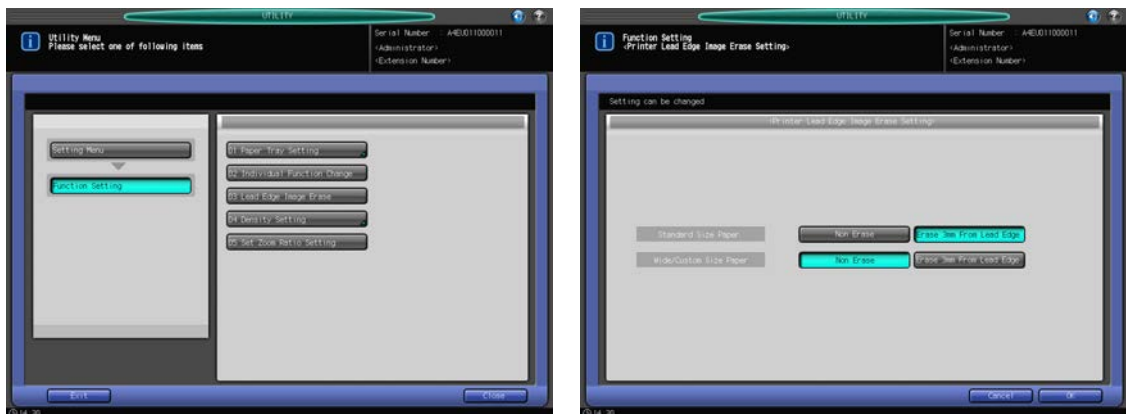 UTILITY
Utility Menu
Please select one of following items
Serial Number : A4EU011000011
<Administrator>
<Extension Number>
Setting Menu
Function Setting
01 Paper Tray Setting
02 Individual Function Change
03 Lead Edge Image Erase
04 Density Setting
05 Set Zoom Ratio Setting
Exit
Close
14:30
UTILITY
Function Setting
<Printer Lead Edge Image Erase Setting>
Serial Number : A4EU011000011
<Administrator>
<Extension Number>
Setting can be changed
<Printer Lead Edge Image Erase Setting>
Standard Size Paper
Non Erase
Erase 3mm From Lead Edge
Wide/Custom Size Paper
Non Erase
Erase 3mm From Lead Edge
Cancel
OK
14:30